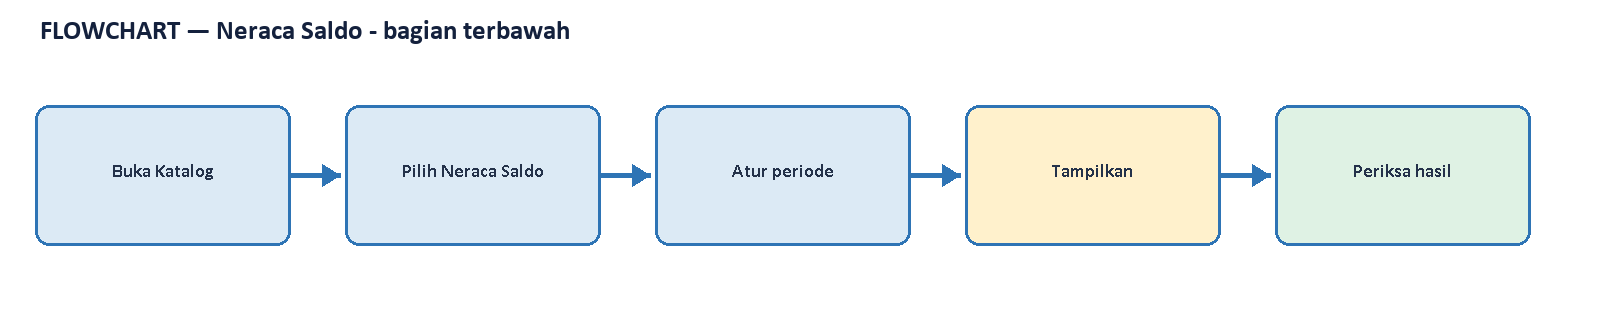 FLOWCHART — Neraca Saldo - bagian terbawah
Buka Katalog
Pilih Neraca Saldo
Atur periode
Tampilkan
Periksa hasil